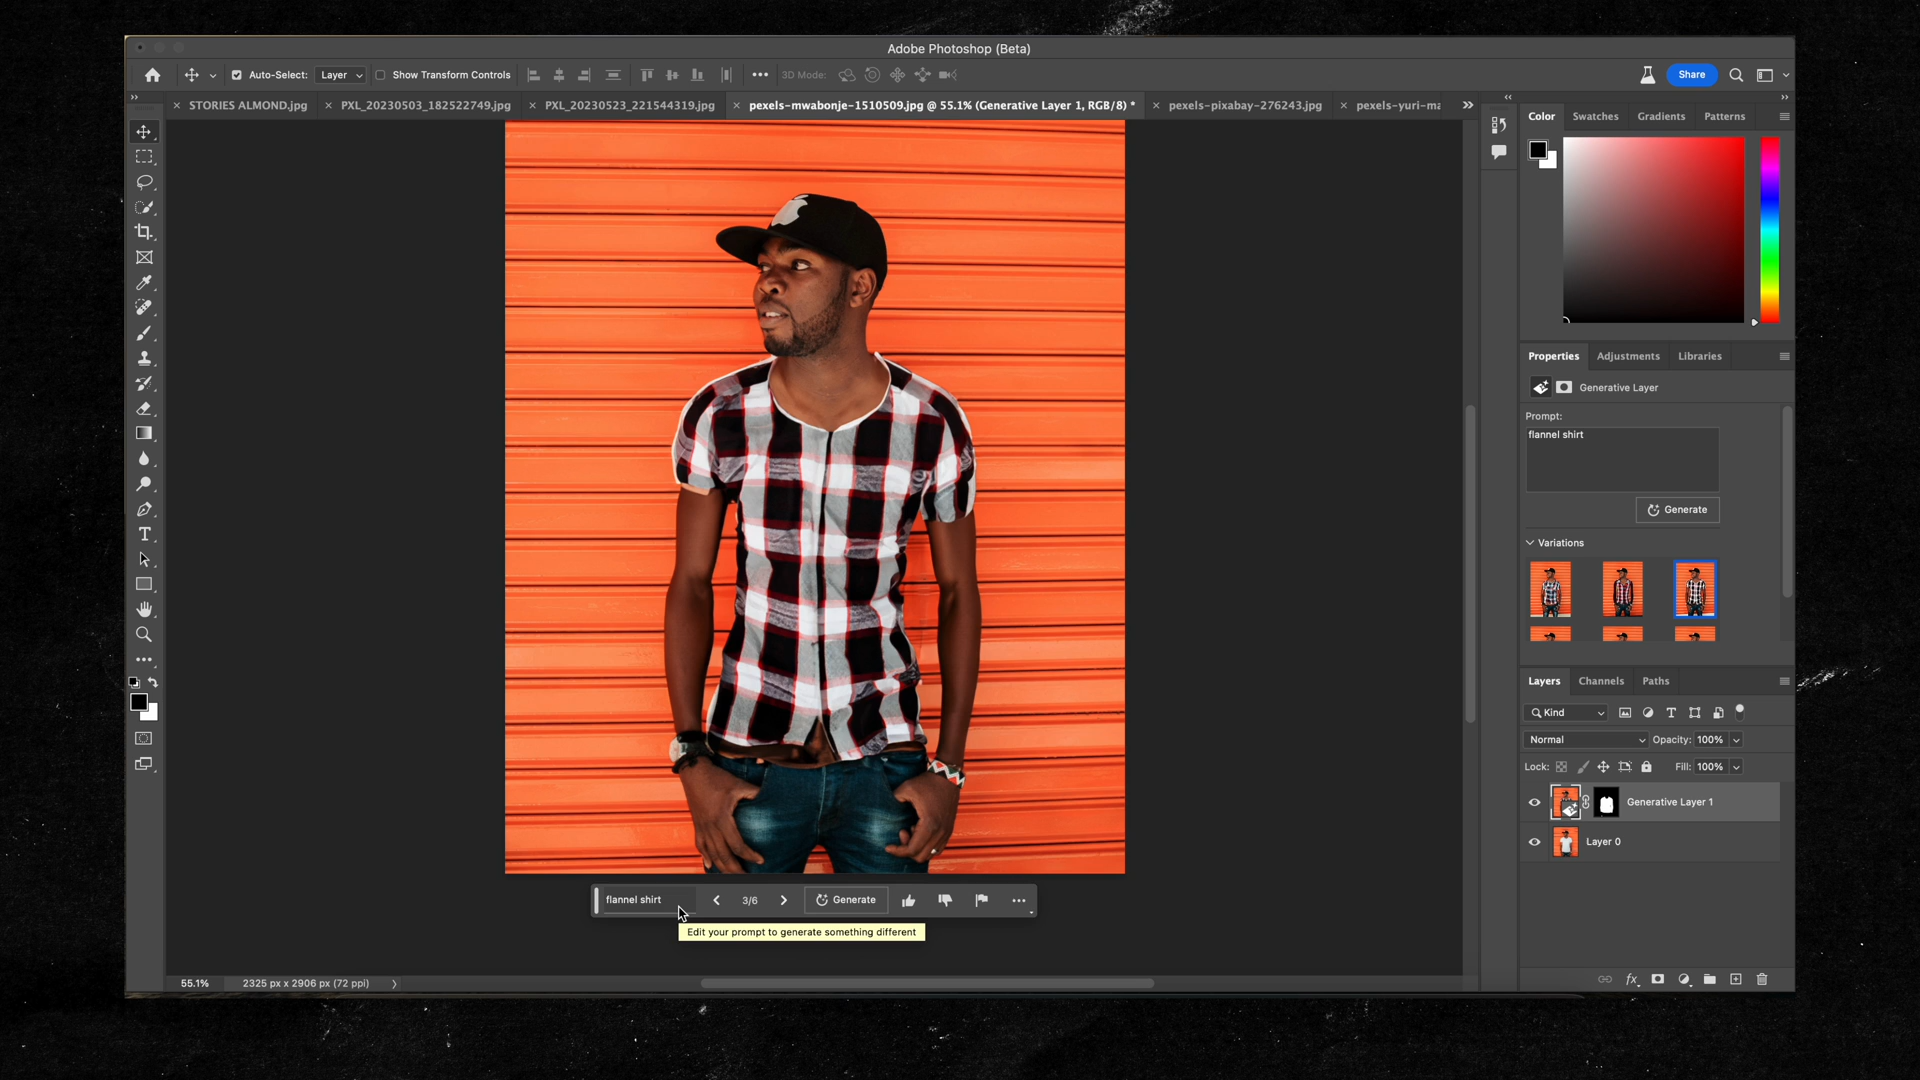 Adobe Photoshop (Beta)
Auto-Select: Layer Show Transform Controls 3D Mode: Share
STORIES ALMOND.jpg PXL_20230503_182522749.jpg PXL_20230523_221544319.jpg pexels-mwabonje-1510509.jpg @ 55.1% (Generative Layer 1, RGB/8) * pexels-pixabay-276243.jpg pexels-yuri-ma
Color Swatches Gradients Patterns
Properties Adjustments Libraries
Generative Layer
Prompt:
flannel shirt
Generate
Variations
Layers Channels Paths
Kind
Normal Opacity: 100%
Lock: Fill: 100%
Generative Layer 1
Layer 0
flannel shirt 3/6 Generate
Edit your prompt to generate something different
55.1% 2325 px x 2906 px (72 ppi)